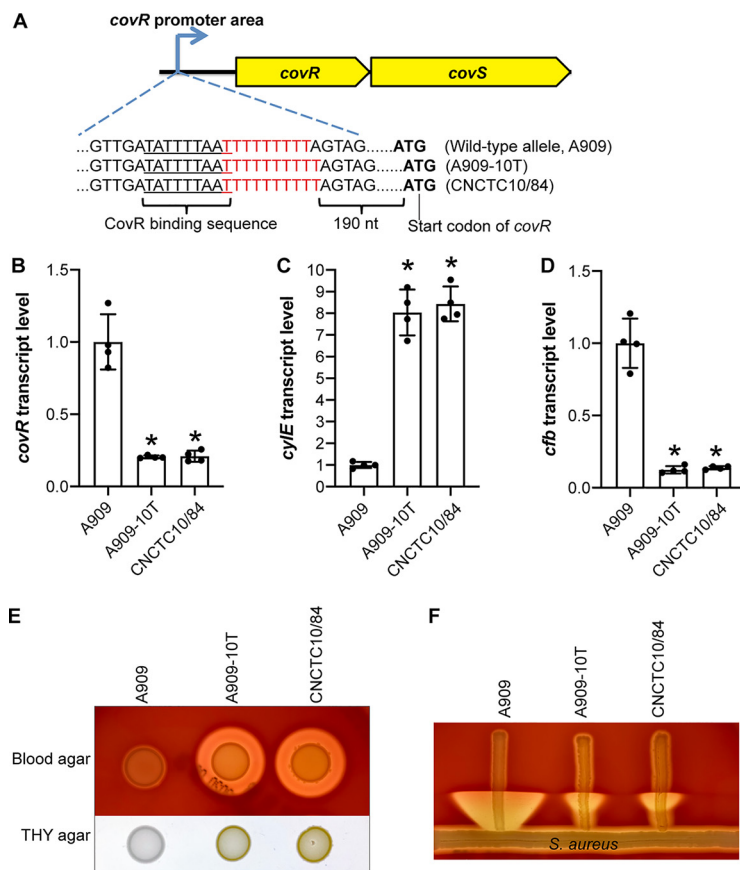 A
covR promoter area
covR
covS
...GTTGATATTTTAATTTTTTTTTAGTAG......ATG (Wild-type allele, A909)
...GTTGATATTTTAATTTTTTTTTTAGTAG......ATG (A909-10T)
...GTTGATATTTTAATTTTTTTTTTAGTAG......ATG (CNCTC10/84)
CovR binding sequence
190 nt
Start codon of covR
B
covR transcript level
1.5
1.0
0.5
0.0
*
*
A909
A909-10T
CNCTC10/84
C
cylE transcript level
10
9
8
7
6
5
4
3
2
1
0
*
*
A909
A909-10T
CNCTC10/84
D
cfb transcript level
1.5
1.0
0.5
0.0
*
*
A909
A909-10T
CNCTC10/84
E
A909
A909-10T
CNCTC10/84
Blood agar
THY agar
F
A909
A909-10T
CNCTC10/84
S. aureus